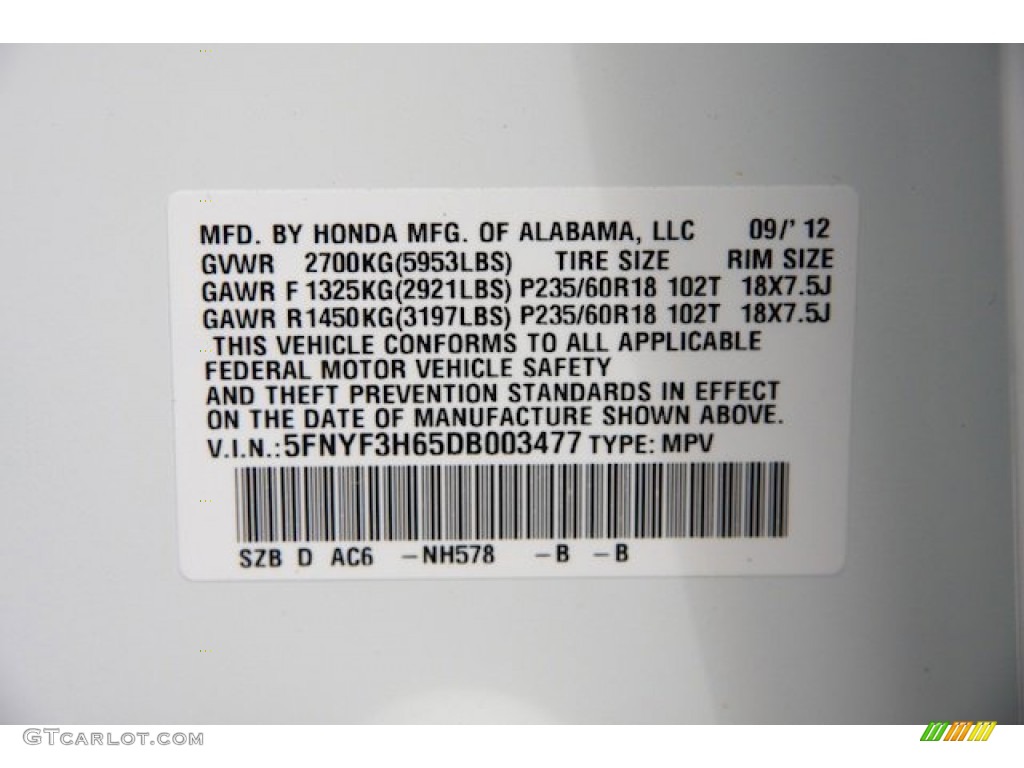 MFD. BY HONDA MFG. OF ALABAMA, LLC 09/' 12
GVWR 2700KG(5953LBS) TIRE SIZE RIM SIZE
GAWR F 1325KG(2921LBS) P235/60R18 102T 18X7.5J
GAWR R1450KG(3197LBS) P235/60R18 102T 18X7.5J
THIS VEHICLE CONFORMS TO ALL APPLICABLE
FEDERAL MOTOR VEHICLE SAFETY
AND THEFT PREVENTION STANDARDS IN EFFECT
ON THE DATE OF MANUFACTURE SHOWN ABOVE.
V.I.N.:5FNYF3H65DB003477 TYPE: MPV
SZB D AC6 –NH578 –B –B
GTCARLOT.COM